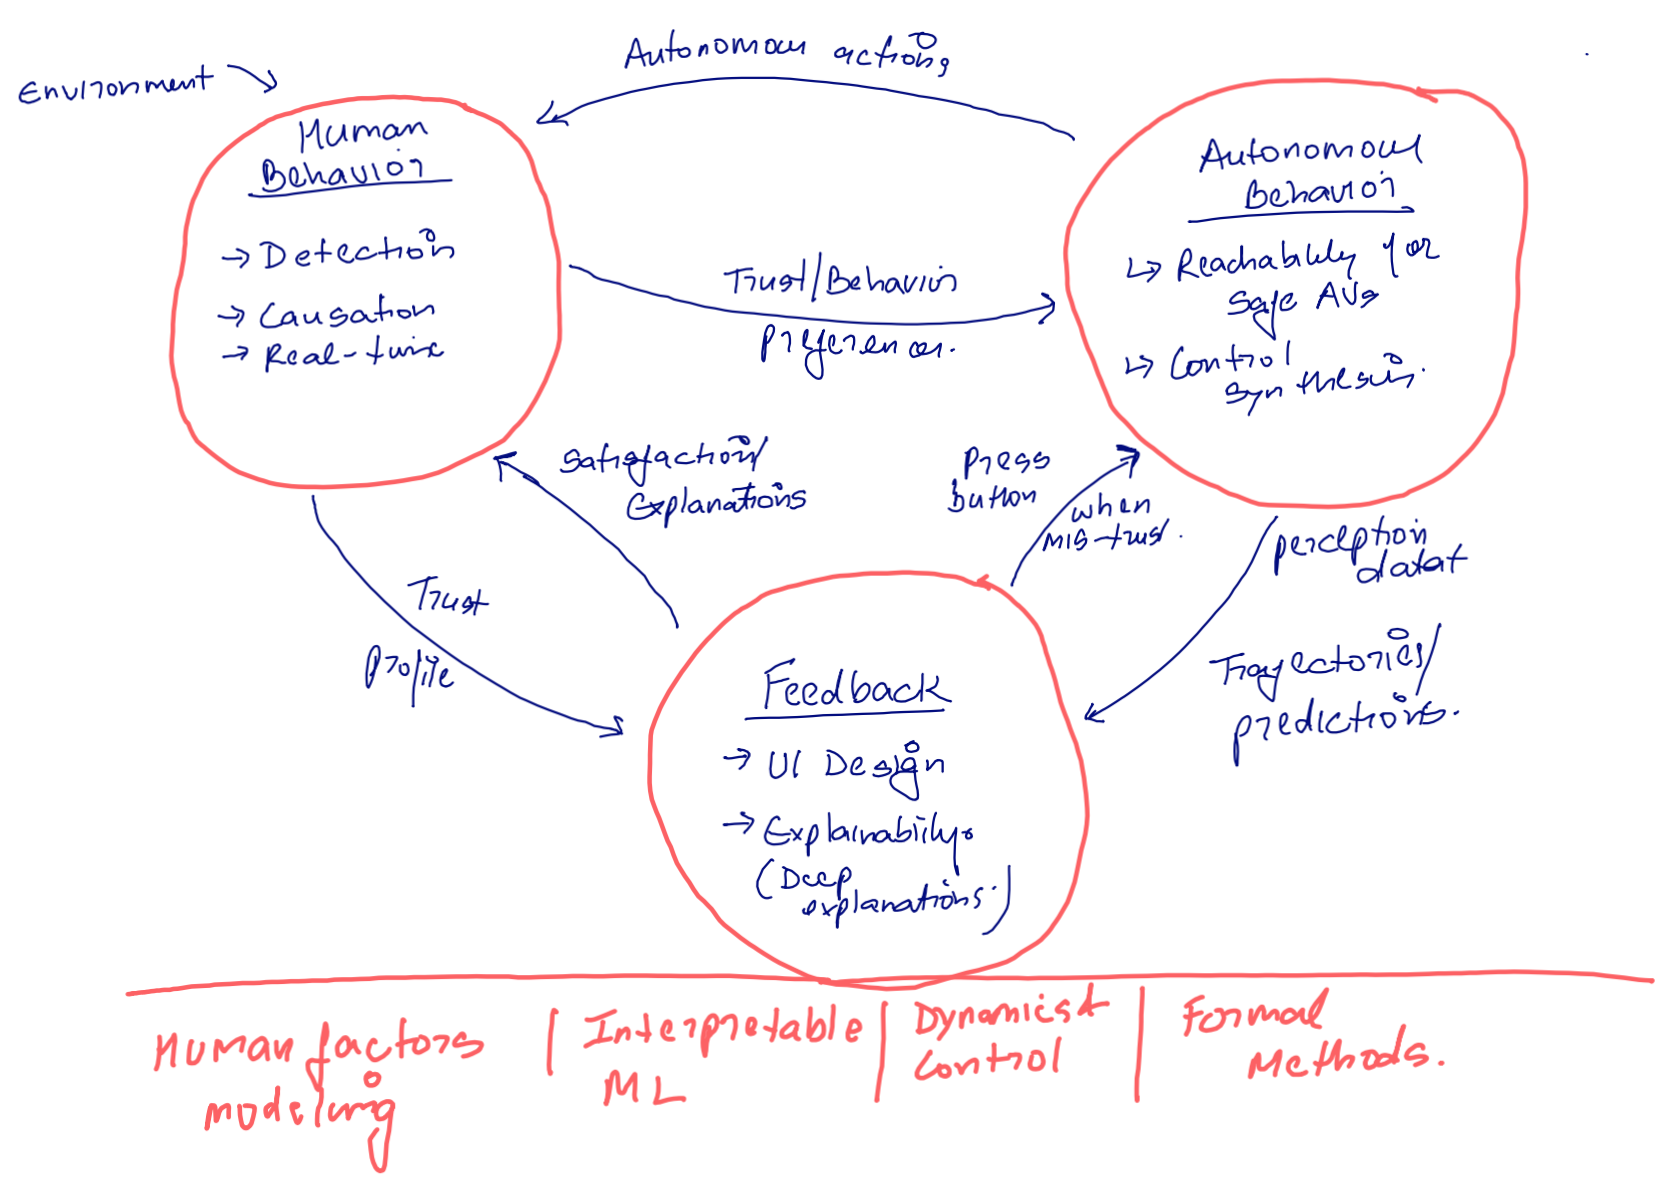 Environment
Autonomous actions
Human
Behavior
→ Detection
→ Causation
→ Real-time
Trust/Behavior
Preferences.
Autonomous
Behavior
↳ Reachability for
Safe AVs
↳ Control
Synthesis.
Satisfaction/
Explanations
Press
button
when
mis-trust.
perception
data
Trajectories/
predictions.
Trust
Profile
Feedback
→ UI Design
→ Explainability
(Deep
explanations.)
Human factors
modeling
Interpretable
ML
Dynamics &
Control
Formal
Methods.